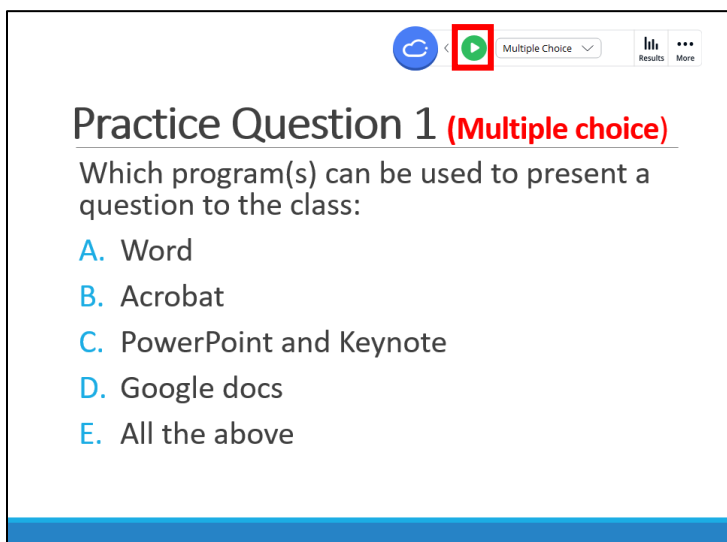 Multiple Choice
Results
More
Practice Question 1 (Multiple choice)
Which program(s) can be used to present a
question to the class:
A. Word
B. Acrobat
C. PowerPoint and Keynote
D. Google docs
E. All the above